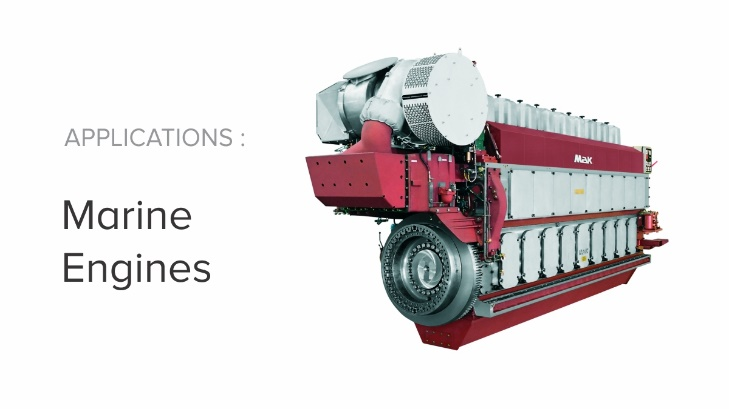 APPLICATIONS :
Marine
Engines
MaK